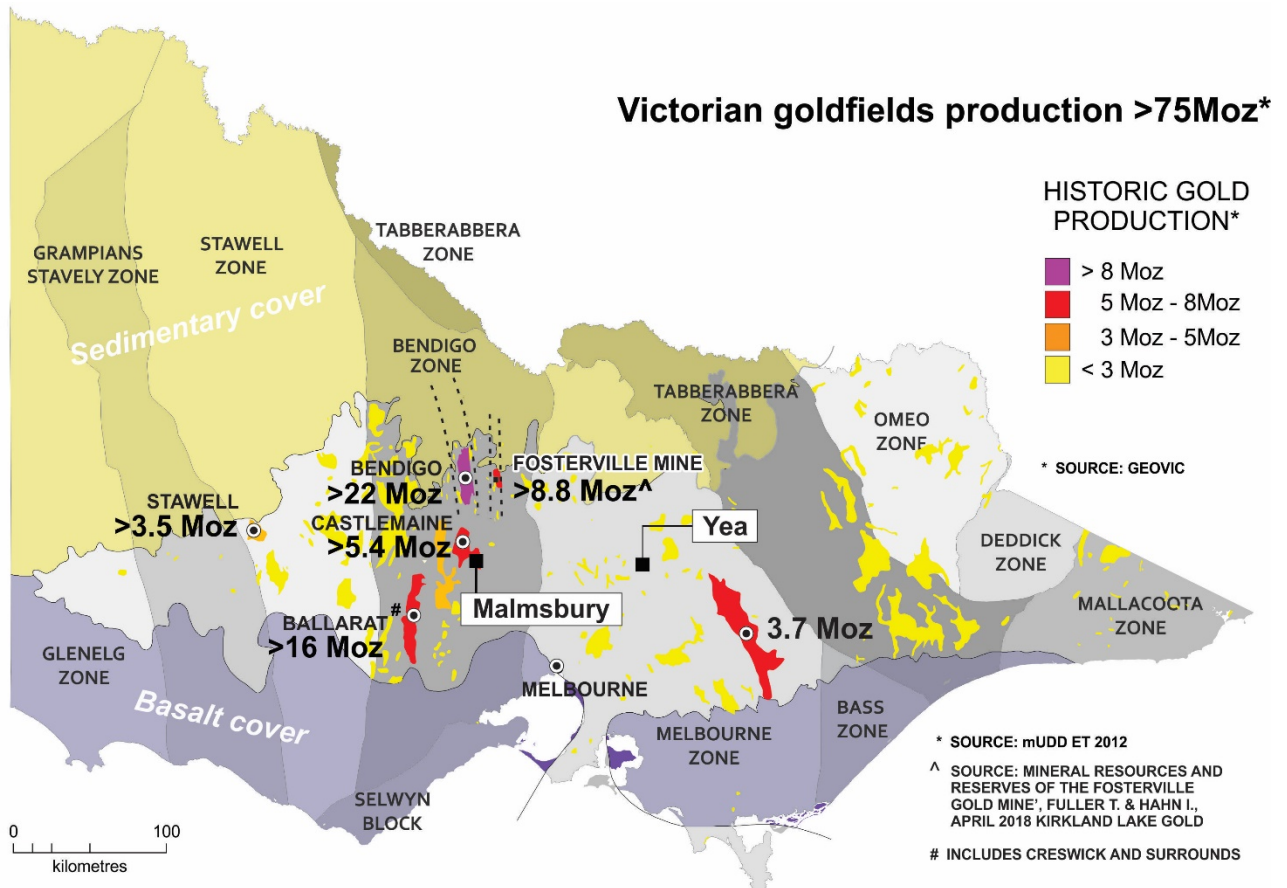 Victorian goldfields production >75Moz*
HISTORIC GOLD
PRODUCTION*
> 8 Moz
5 Moz - 8Moz
3 Moz - 5Moz
< 3 Moz
* SOURCE: GEOVIC
TABBERABBERA
ZONE
GRAMPIANS
STAVELY ZONE
STAWELL
ZONE
Sedimentary cover
BENDIGO
ZONE
TABBERABBERA
ZONE
OMEO
ZONE
BENDIGO
>22 Moz
FOSTERVILLE MINE
>8.8 Moz^
STAWELL
>3.5 Moz
CASTLEMAINE
>5.4 Moz
Yea
DEDDICK
ZONE
MALLACOOTA
ZONE
Malmsbury
#
BALLARAT
>16 Moz
3.7 Moz
GLENELG
ZONE
MELBOURNE
Basalt cover
MELBOURNE
ZONE
BASS
ZONE
SELWYN
BLOCK
* SOURCE: mUDD ET 2012
^ SOURCE: MINERAL RESOURCES AND
RESERVES OF THE FOSTERVILLE
GOLD MINE', FULLER T. & HAHN I.,
APRIL 2018 KIRKLAND LAKE GOLD
# INCLUDES CRESWICK AND SURROUNDS
0 100
kilometres